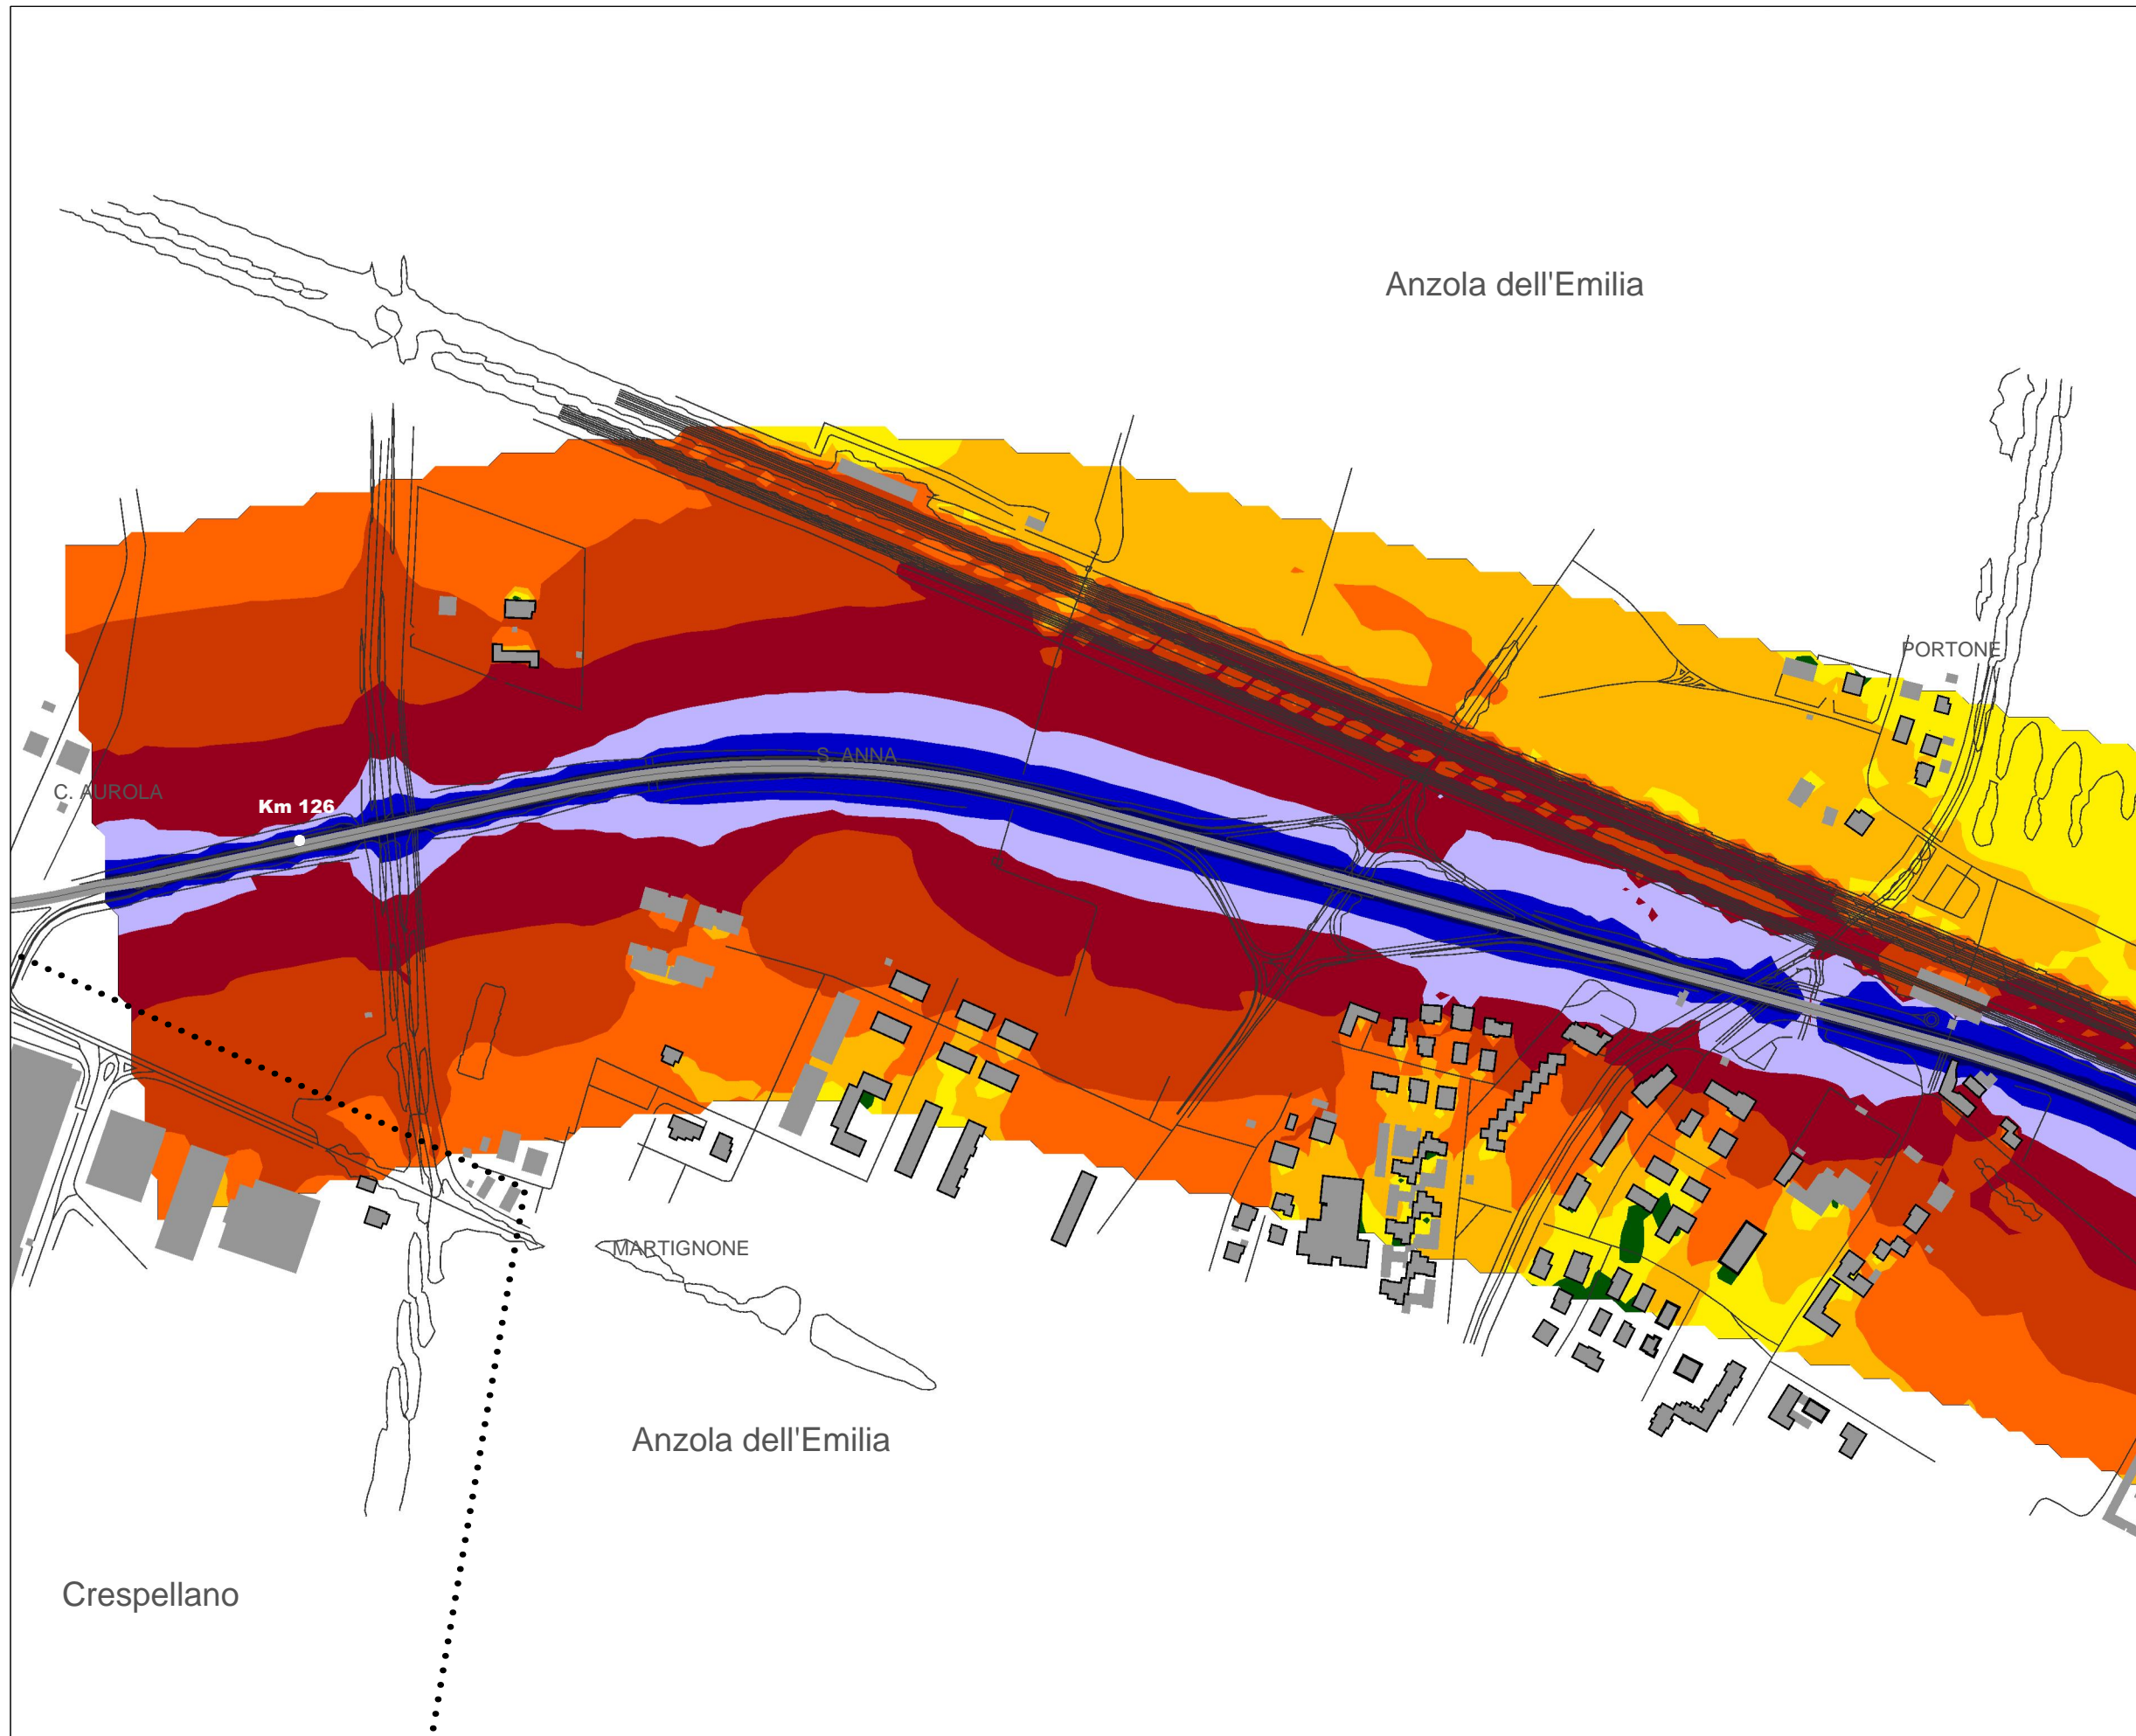 Anzola dell'Emilia
PORTONE
S. ANNA
C. AUROLA
Km 126
MARTIGNONE
Anzola dell'Emilia
Crespellano